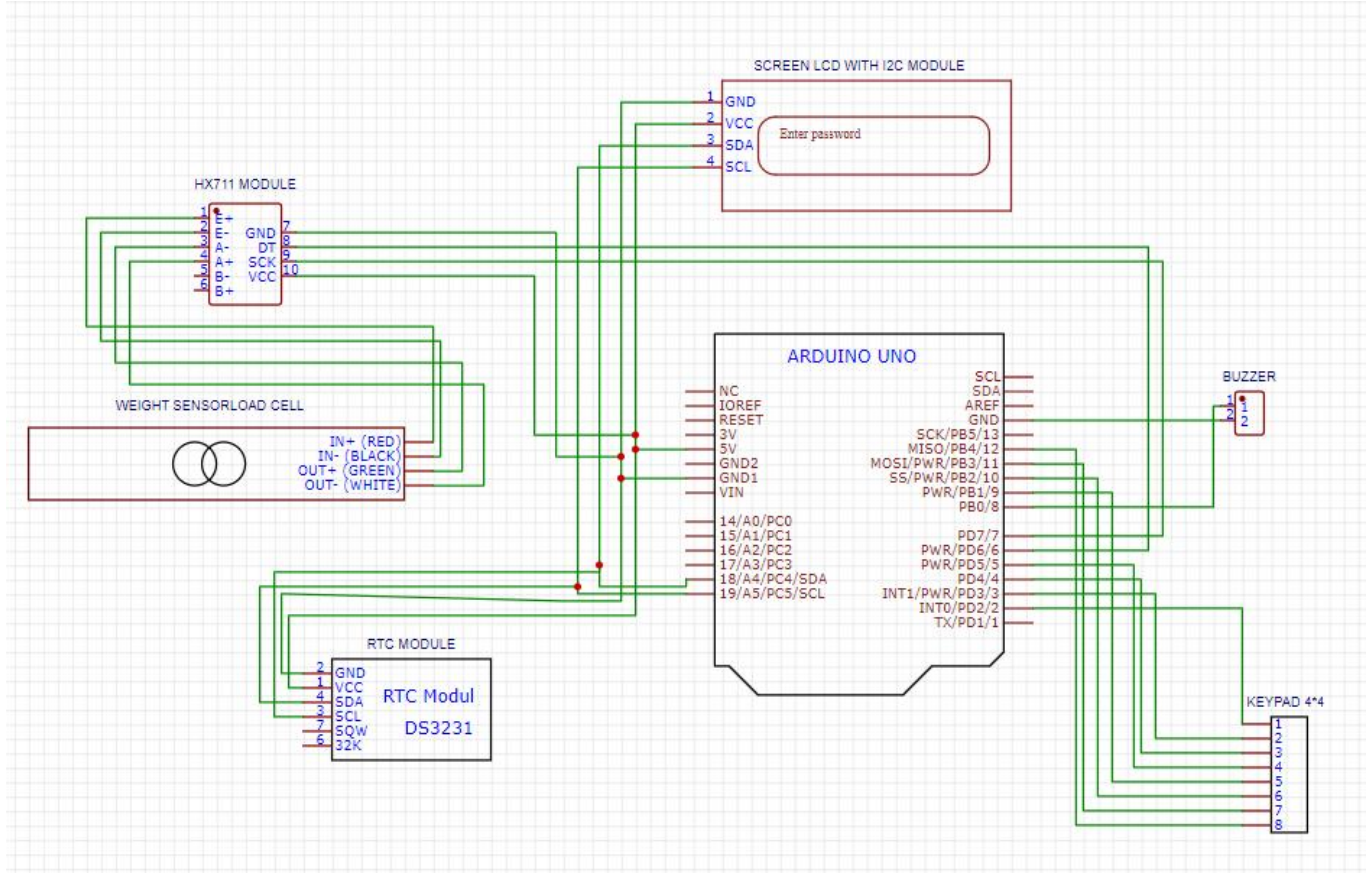 SCREEN LCD WITH I2C MODULE
1 GND
2 VCC
3 SDA
4 SCL
Enter password
HX711 MODULE
1 E+
2 E-
3 A-
4 A+
5 B-
6 B+
GND 7
DT 8
SCK 9
VCC 10
WEIGHT SENSORLOAD CELL
IN+ (RED)
IN- (BLACK)
OUT+ (GREEN)
OUT- (WHITE)
ARDUINO UNO
NC
IOREF
RESET
3V
5V
GND2
GND1
VIN
14/A0/PC0
15/A1/PC1
16/A2/PC2
17/A3/PC3
18/A4/PC4/SDA
19/A5/PC5/SCL
SCL
SDA
AREF
GND
SCK/PB5/13
MISO/PB4/12
MOSI/PWR/PB3/11
SS/PWR/PB2/10
PWR/PB1/9
PB0/8
PD7/7
PWR/PD6/6
PWR/PD5/5
PD4/4
INT1/PWR/PD3/3
INT0/PD2/2
TX/PD1/1
BUZZER
1 1
2 2
RTC MODULE
2 GND
1 VCC
4 SDA
3 SCL
7 SQW
6 32K
RTC Modul
DS3231
KEYPAD 4*4
1
2
3
4
5
6
7
8